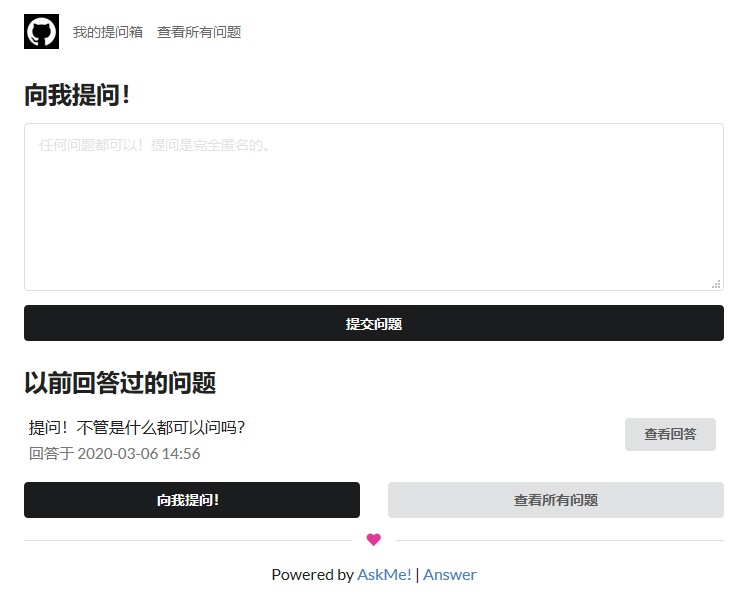 我的提问箱 查看所有问题
向我提问！
任何问题都可以！提问是完全匿名的。
提交问题
以前回答过的问题
提问！不管是什么都可以问吗？
查看回答
回答于 2020-03-06 14:56
向我提问！ 查看所有问题
Powered by AskMe! | Answer